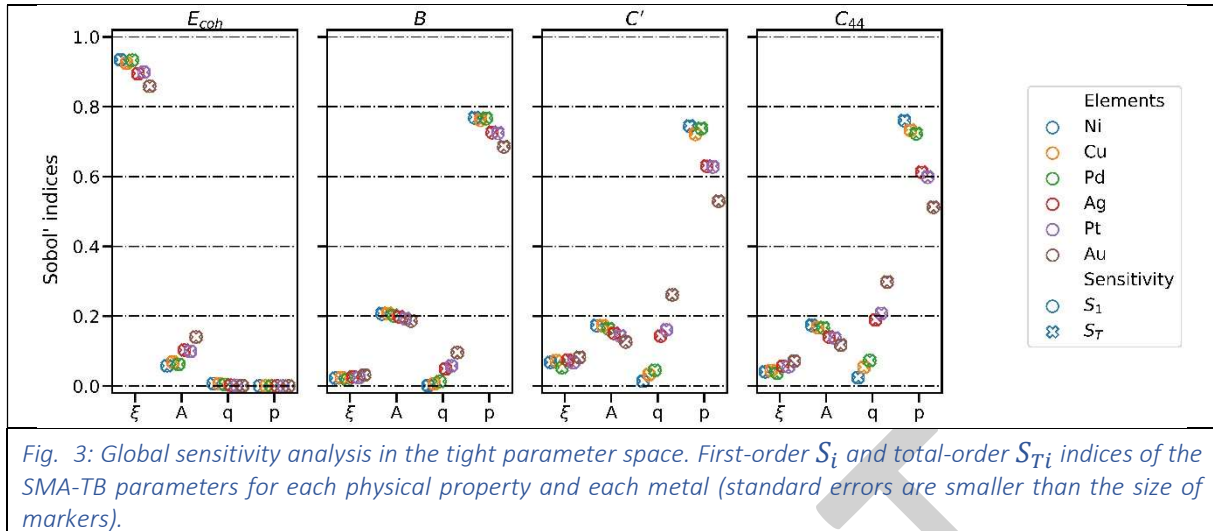 E_coh B C′ C_44
1.0
0.8
0.6
0.4
0.2
0.0
Sobol' indices
ξ A q p ξ A q p ξ A q p ξ A q p
Elements
Ni
Cu
Pd
Ag
Pt
Au
Sensitivity
S_1
S_T
Fig. 3: Global sensitivity analysis in the tight parameter space. First-order S_i and total-order S_Ti indices of the
SMA-TB parameters for each physical property and each metal (standard errors are smaller than the size of
markers).